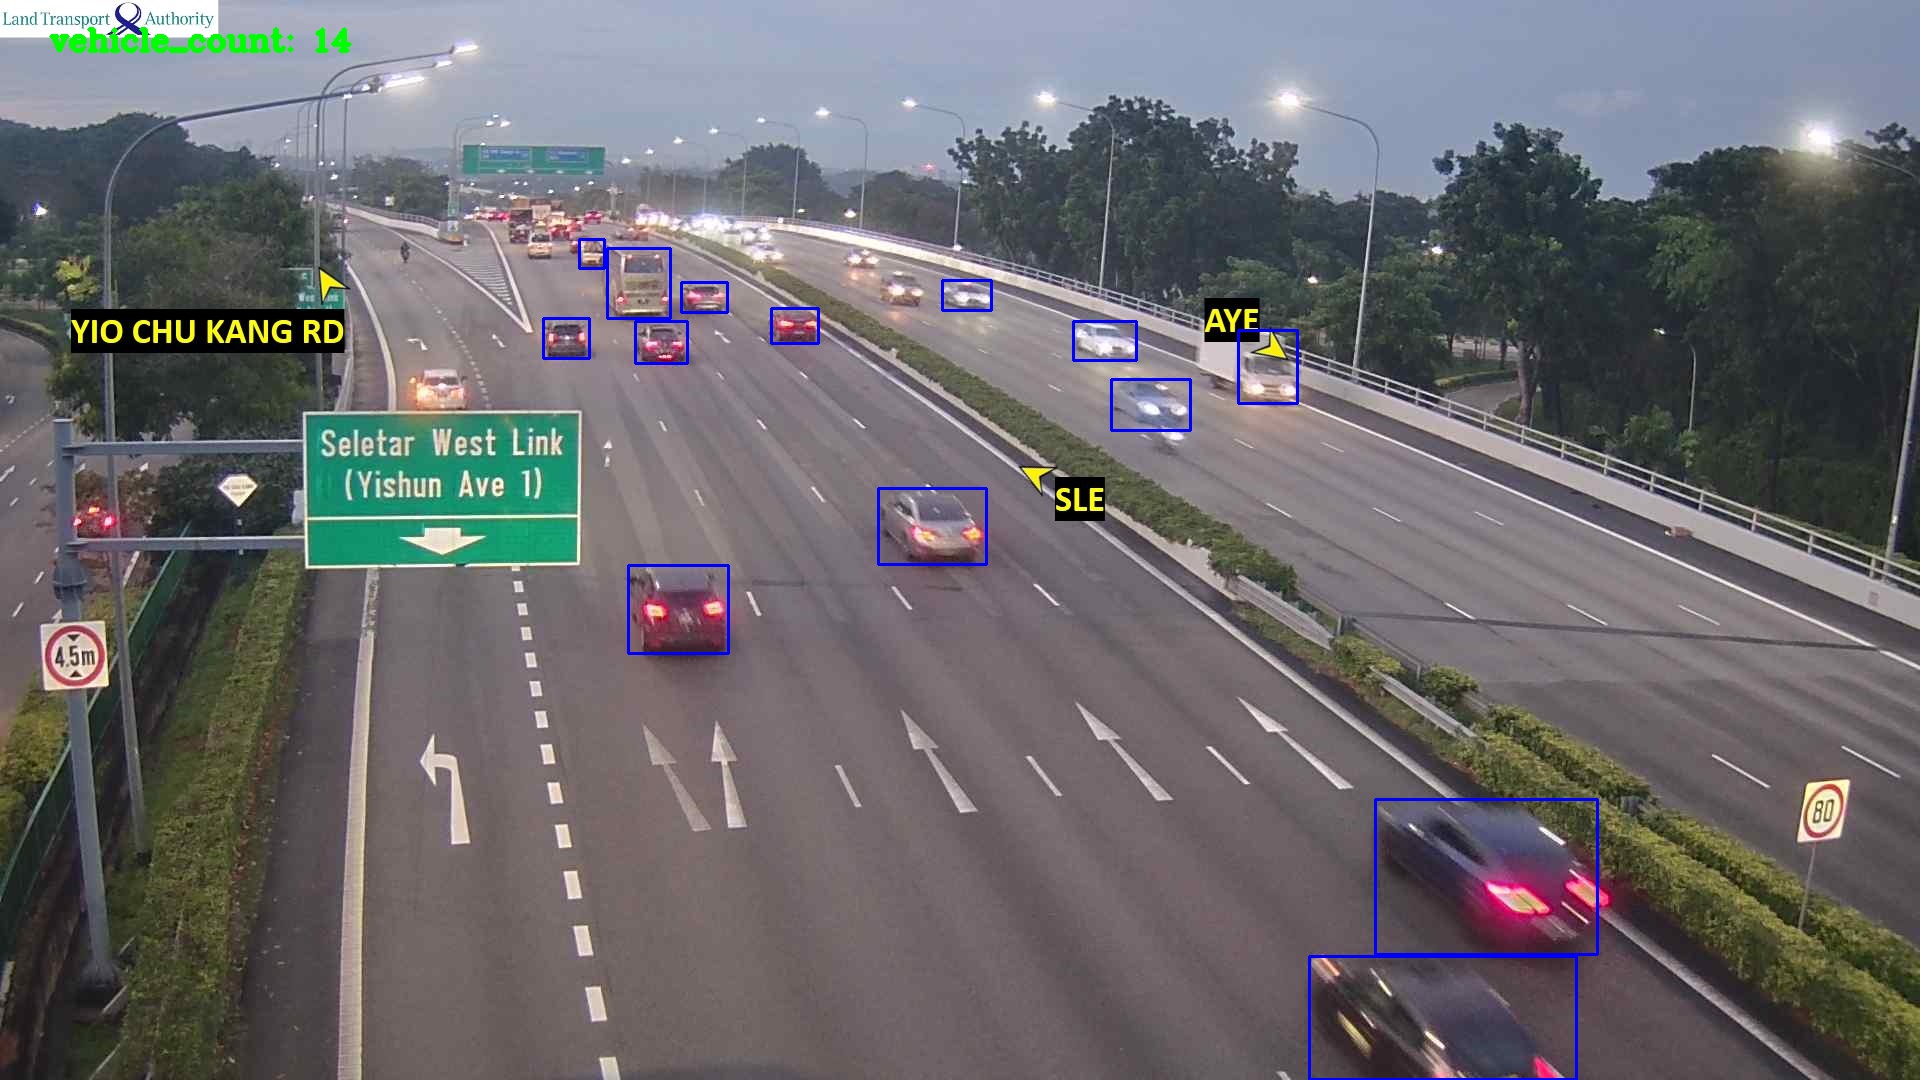 Land Transport Authority
vehicle_count: 14
AYE
YIO CHU KANG RD
Seletar West Link
(Yishun Ave 1)
SLE
4.5m
80